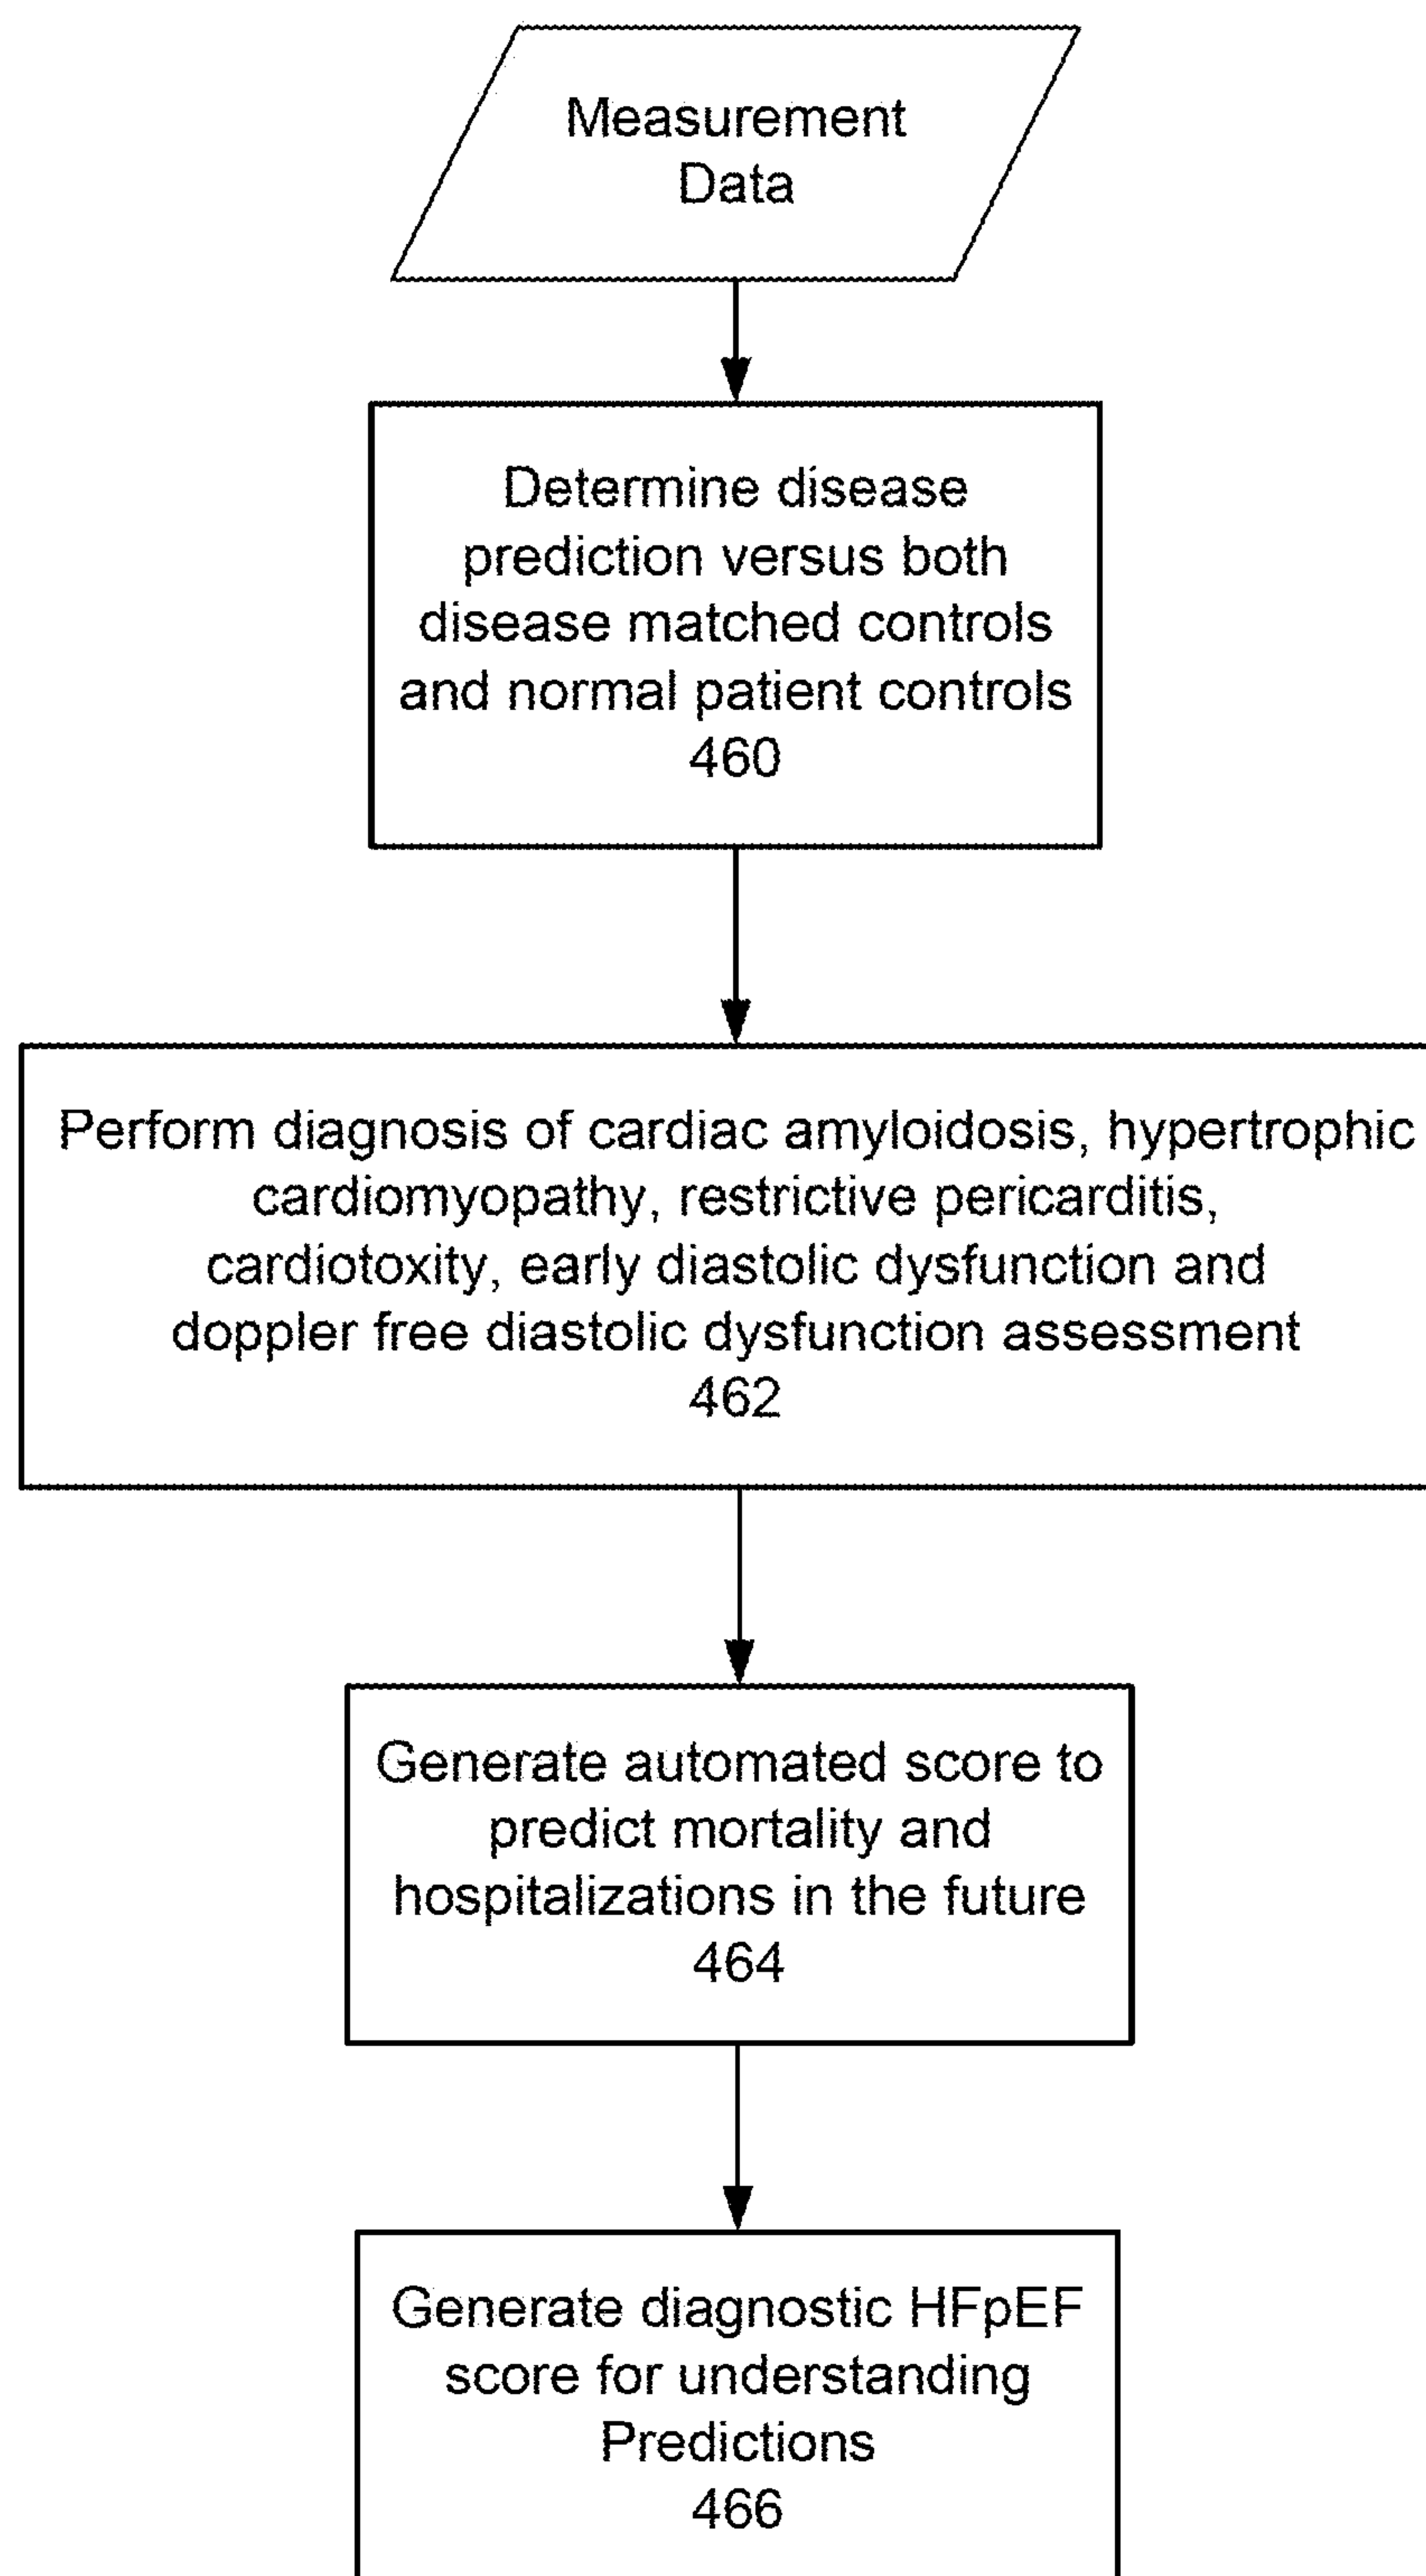 Measurement
Data
Determine disease
prediction versus both
disease matched controls
and normal patient controls
460
Perform diagnosis of cardiac amyloidosis, hypertrophic
cardiomyopathy, restrictive pericarditis,
cardiotoxity, early diastolic dysfunction and
doppler free diastolic dysfunction assessment
462
Generate automated score to
predict mortality and
hospitalizations in the future
464
Generate diagnostic HFpEF
score for understanding
Predictions
466